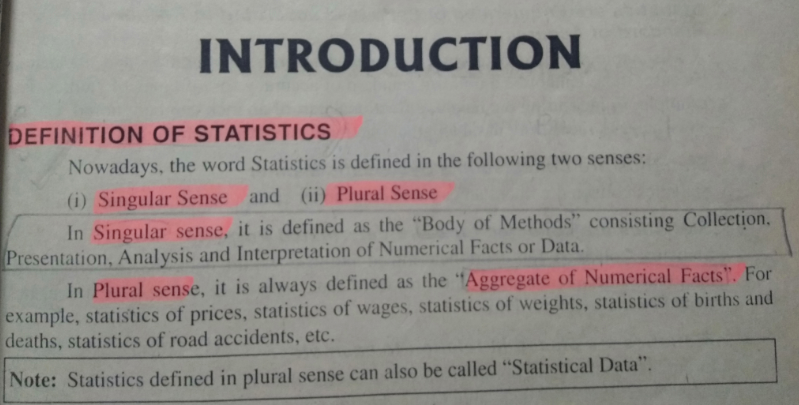 INTRODUCTION
DEFINITION OF STATISTICS
Nowadays, the word Statistics is defined in the following two senses:
(i) Singular Sense and (ii) Plural Sense
In Singular sense, it is defined as the “Body of Methods” consisting Collection,
Presentation, Analysis and Interpretation of Numerical Facts or Data.
In Plural sense, it is always defined as the “Aggregate of Numerical Facts”. For
example, statistics of prices, statistics of wages, statistics of weights, statistics of births and
deaths, statistics of road accidents, etc.
Note: Statistics defined in plural sense can also be called “Statistical Data”.